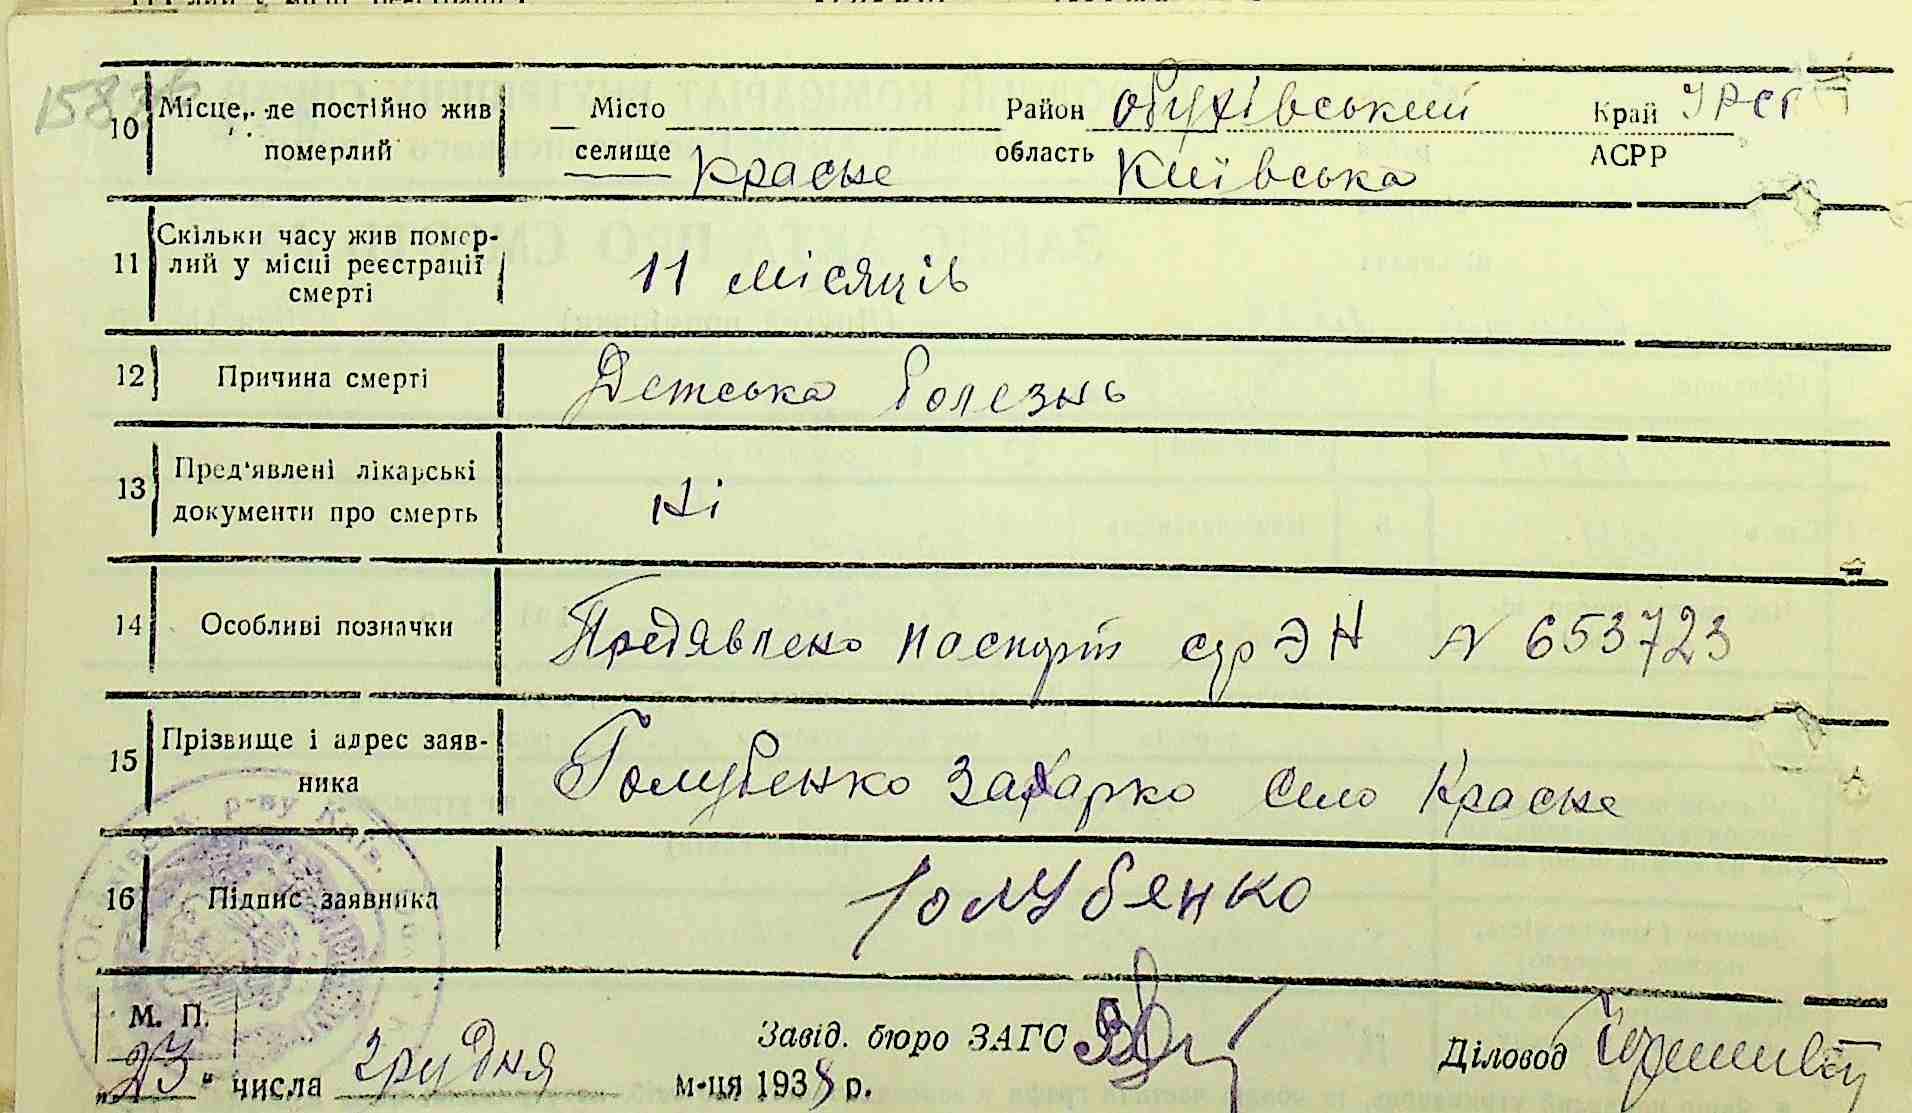 10 Місце, де постійно жив померлий
Місто Район Обухівський Край УРСР
селище Красне область Київська АСРР
11 Скільки часу жив помер-
лий у місці реєстрації
смерті
11 місяців
12 Причина смерті Детська болезнь
13 Пред'явлені лікарські
документи про смерть
Ні
14 Особливі позначки Предявлено паспорт сер ЭН N 653723
15 Прізвище і адрес заяв-
ника
Голубенко Захарко село Красне
16 Підпис заявника Голубенко
М. П.
Завід. бюро ЗАГС
Діловод
„23" числа грудня м-ця 193 р.